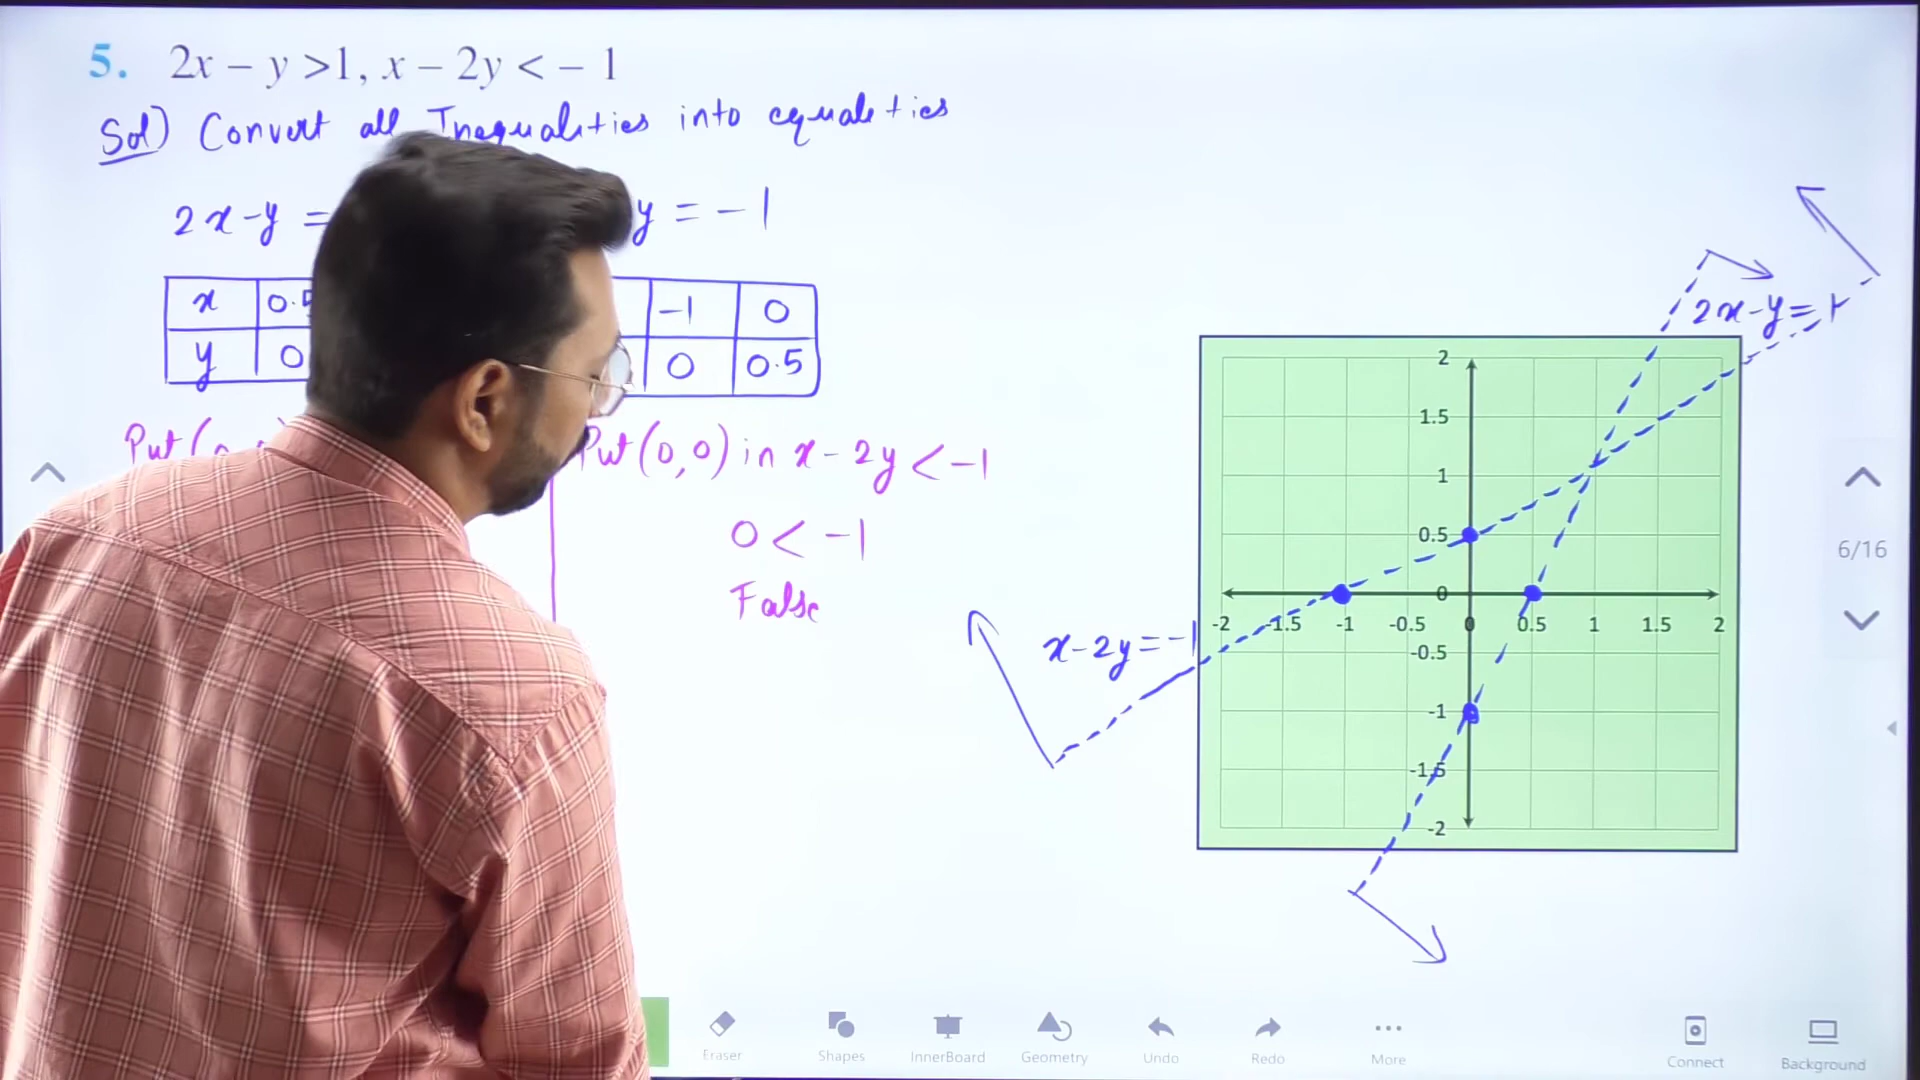 5. 2x – y >1, x – 2y < – 1
Sol) Convert all Inequalities into equalities
2x-y = y = -1
x 0.5 -1 0
y 0 0 0.5
Put ( Put (0,0) in x - 2y < -1
0 < -1
False
2x-y=1
x-2y=-1
2
1.5
1
0.5
0
-2 -1.5 -1 -0.5 0 0.5 1 1.5 2
-0.5
-1
-1.5
-2
6/16
Eraser Shapes InnerBoard Geometry Undo Redo More Connect Background